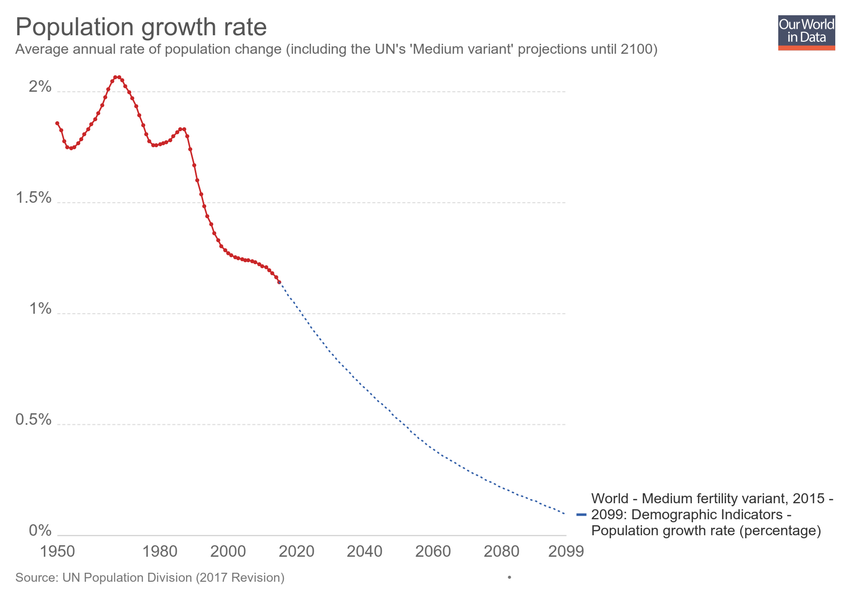 Population growth rate
Average annual rate of population change (including the UN's 'Medium variant' projections until 2100)
Our World
in Data
2%
1.5%
1%
0.5%
0%
1950 1980 2000 2020 2040 2060 2080 2099
World - Medium fertility variant, 2015 -
2099: Demographic Indicators -
Population growth rate (percentage)
Source: UN Population Division (2017 Revision)